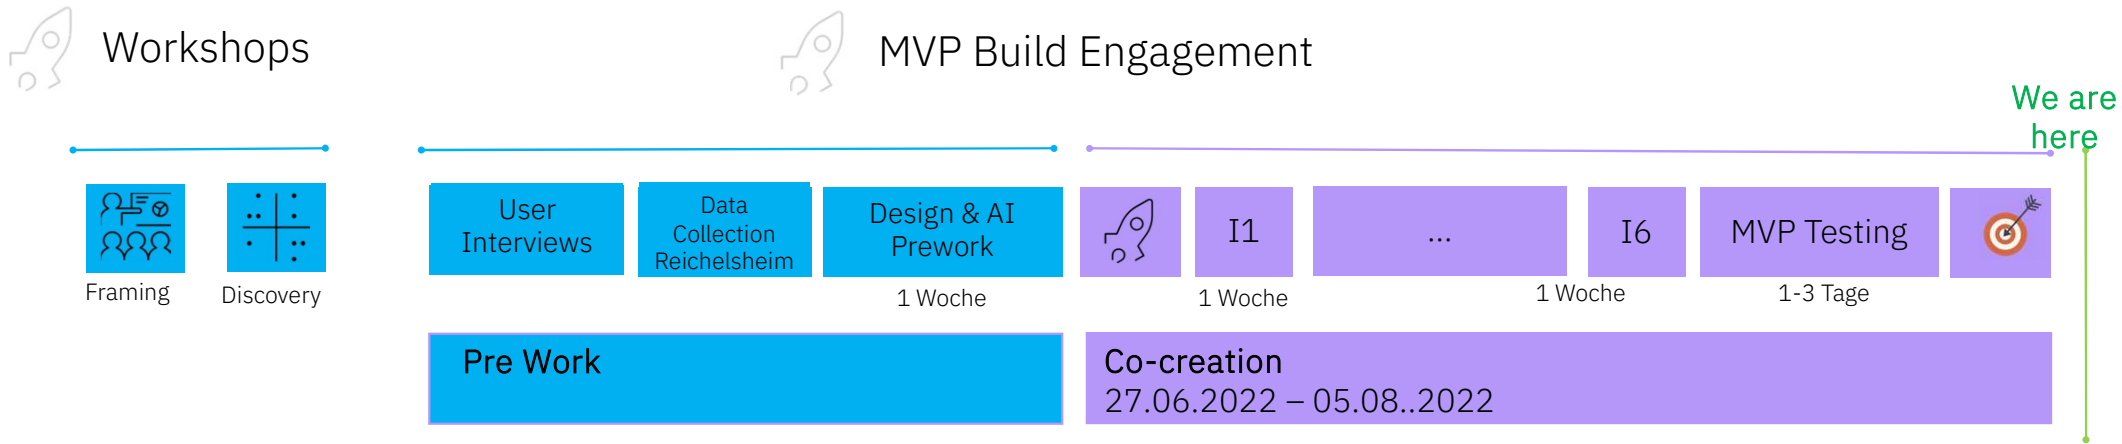 Workshops
MVP Build Engagement
We are
here
User
Interviews
Data
Collection
Reichelsheim
Design & AI
Prework
I1
...
I6
MVP Testing
Framing
Discovery
1 Woche
1 Woche
1 Woche
1-3 Tage
Pre Work
Co-creation
27.06.2022 – 05.08..2022